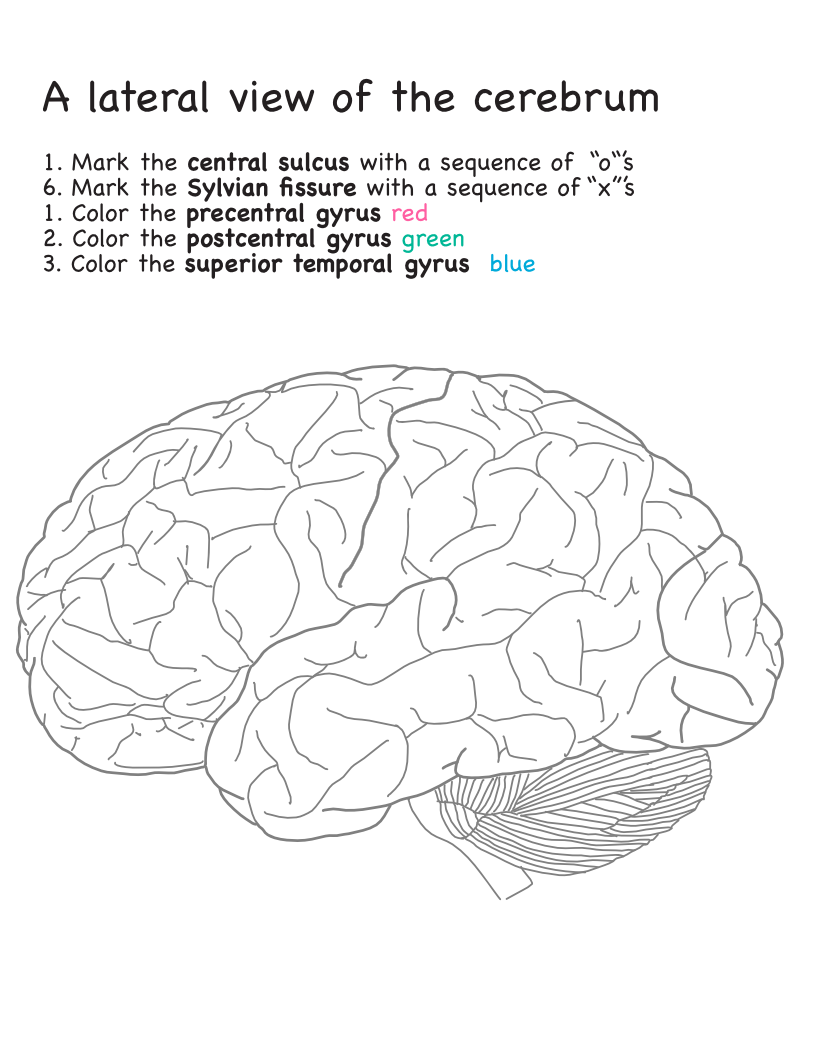 A lateral view of the cerebrum
1. Mark the central sulcus with a sequence of "o"'s
6. Mark the Sylvian fissure with a sequence of "x"'s
1. Color the precentral gyrus red
2. Color the postcentral gyrus green
3. Color the superior temporal gyrus blue